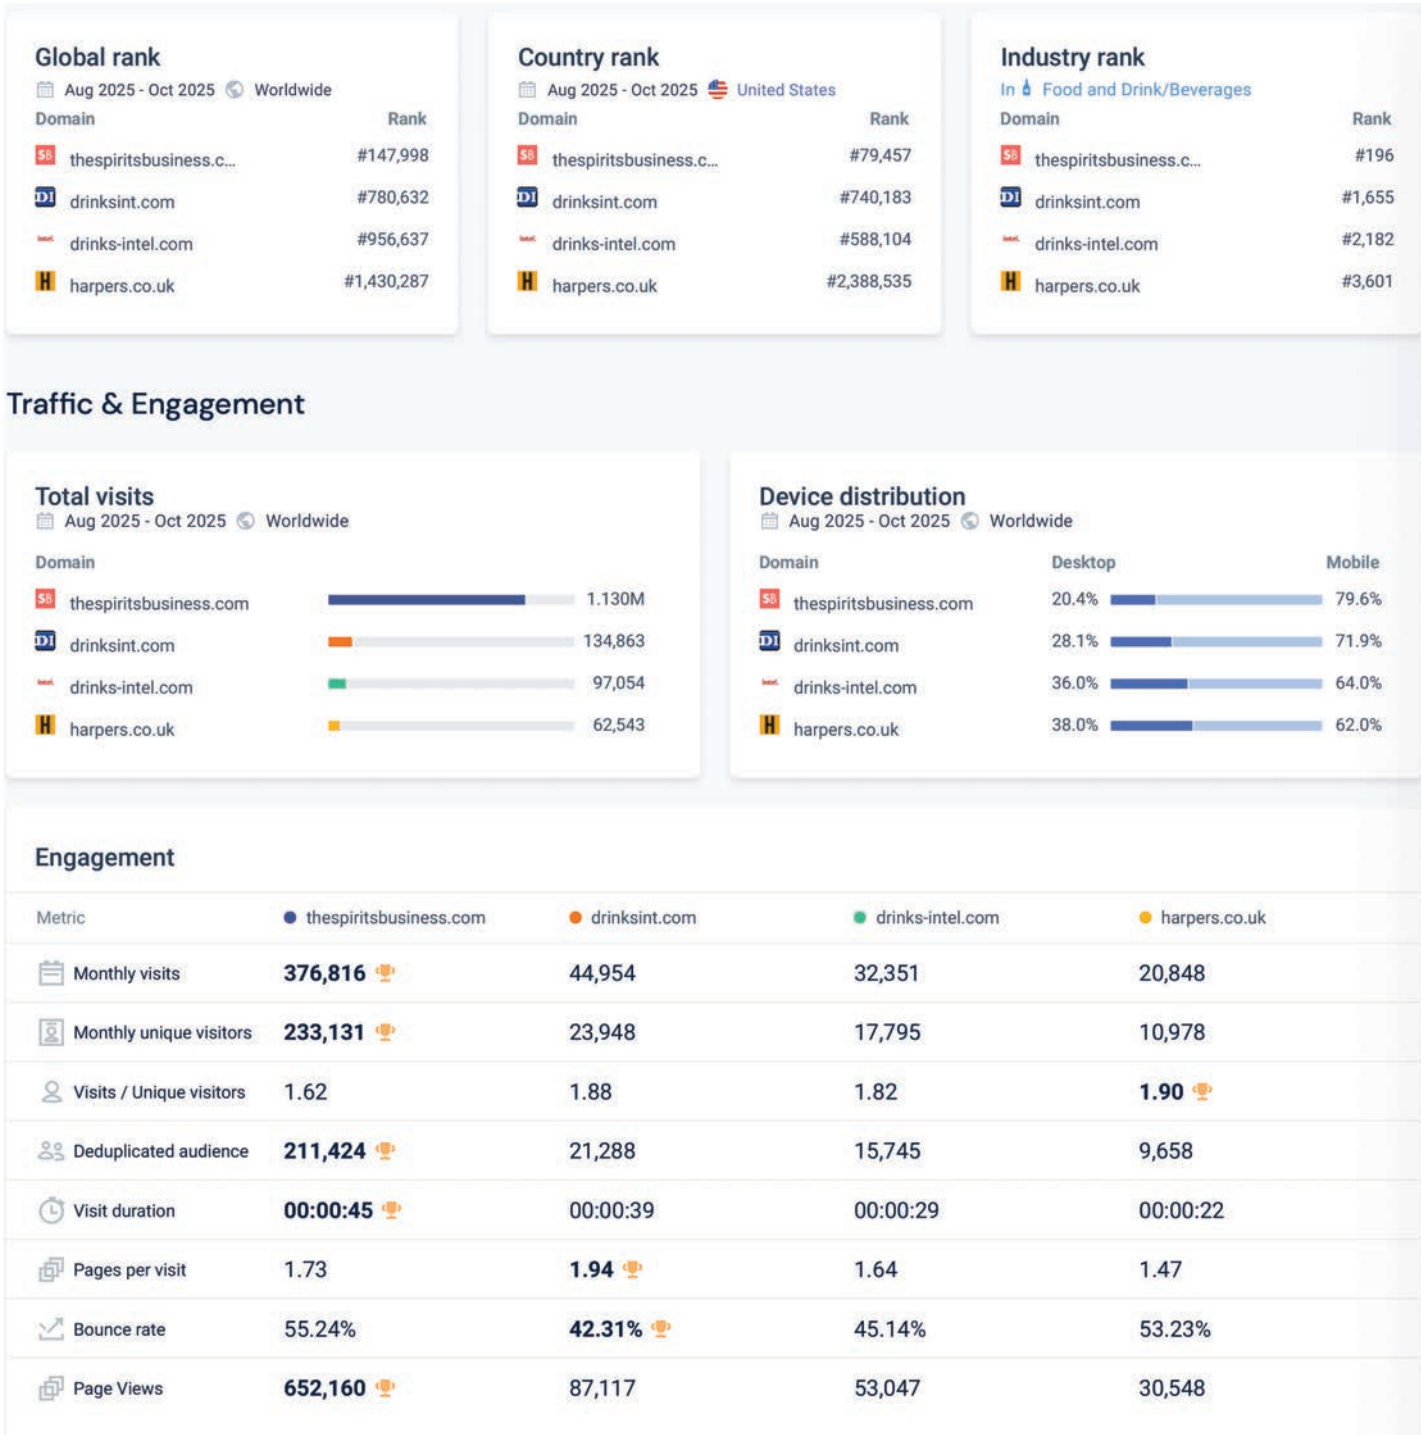 Global rank
Aug 2025 - Oct 2025 Worldwide
Domain Rank
SB thespiritsbusiness.c... #147,998
DI drinksint.com #780,632
drinks-intel.com #956,637
H harpers.co.uk #1,430,287
Country rank
Aug 2025 - Oct 2025 United States
Domain Rank
SB thespiritsbusiness.c... #79,457
DI drinksint.com #740,183
drinks-intel.com #588,104
H harpers.co.uk #2,388,535
Industry rank
In Food and Drink/Beverages
Domain Rank
SB thespiritsbusiness.c... #196
DI drinksint.com #1,655
drinks-intel.com #2,182
H harpers.co.uk #3,601
Traffic & Engagement
Total visits
Aug 2025 - Oct 2025 Worldwide
Domain
SB thespiritsbusiness.com 1.130M
DI drinksint.com 134,863
drinks-intel.com 97,054
H harpers.co.uk 62,543
Device distribution
Aug 2025 - Oct 2025 Worldwide
Domain Desktop Mobile
SB thespiritsbusiness.com 20.4% 79.6%
DI drinksint.com 28.1% 71.9%
drinks-intel.com 36.0% 64.0%
H harpers.co.uk 38.0% 62.0%
Engagement
Metric thespiritsbusiness.com drinksint.com drinks-intel.com harpers.co.uk
Monthly visits 376,816 44,954 32,351 20,848
Monthly unique visitors 233,131 23,948 17,795 10,978
Visits / Unique visitors 1.62 1.88 1.82 1.90
Deduplicated audience 211,424 21,288 15,745 9,658
Visit duration 00:00:45 00:00:39 00:00:29 00:00:22
Pages per visit 1.73 1.94 1.64 1.47
Bounce rate 55.24% 42.31% 45.14% 53.23%
Page Views 652,160 87,117 53,047 30,548